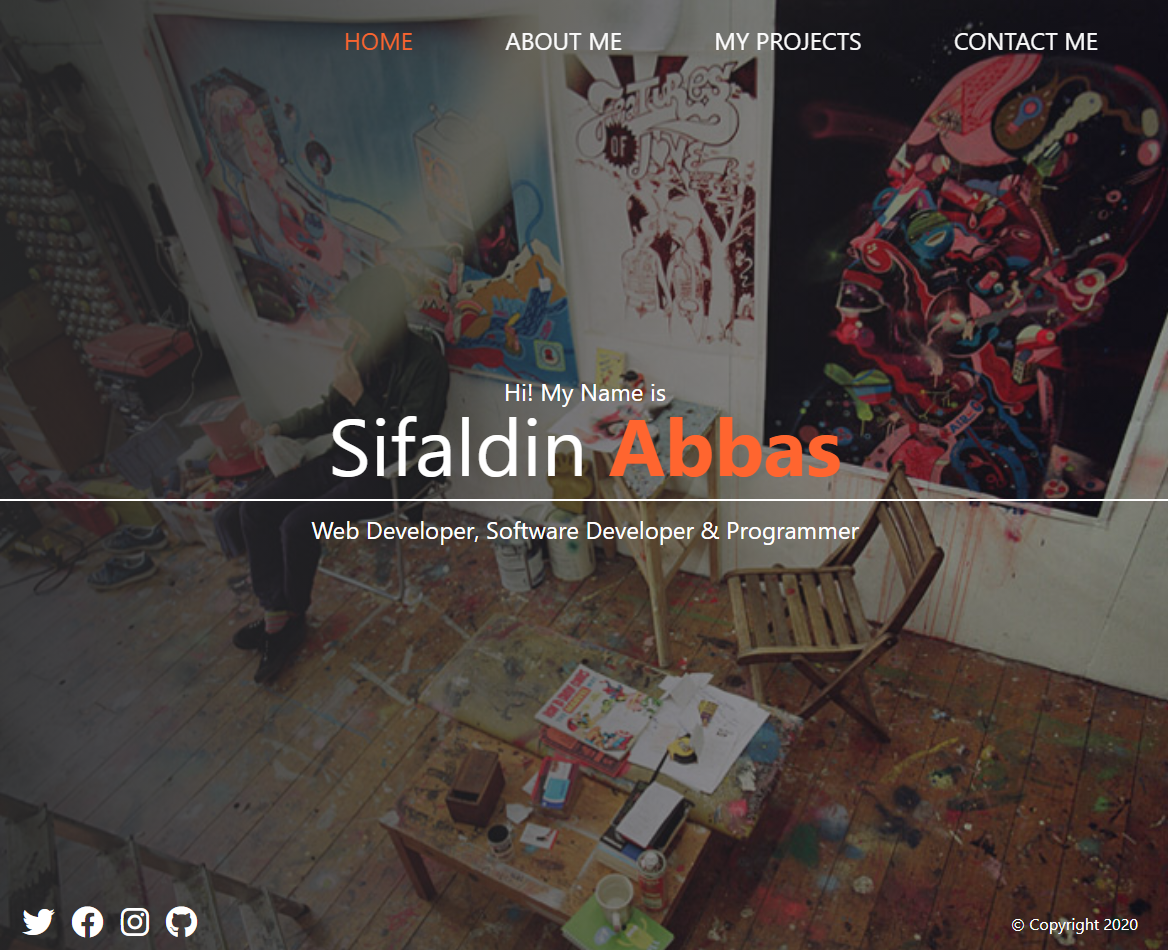 HOME ABOUT ME MY PROJECTS CONTACT ME
OF
Hi! My Name is
Sifaldin Abbas
Web Developer, Software Developer & Programmer
© Copyright 2020